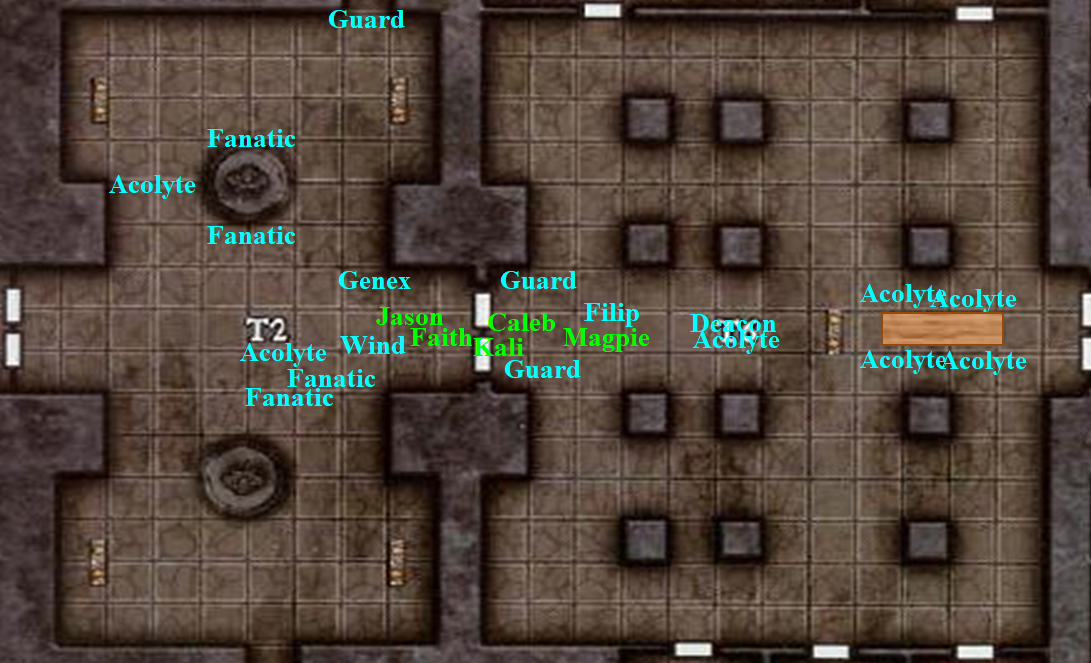 Guard
Fanatic
Acolyte
Fanatic
Genex
Guard
Acolyte
Acolyte
Jason
Filip
Caleb
Deacon
T2
Faith
Magpie
Acolyte
Wind
Kali
Acolyte
Acolyte
Acolyte
Guard
Fanatic
Fanatic